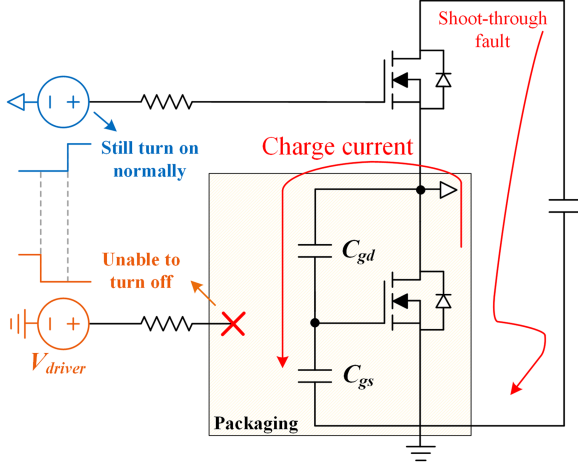 Shoot-through
fault
Still turn on
normally
Charge current
Unable to
turn off
C_gd
V_driver
C_gs
Packaging